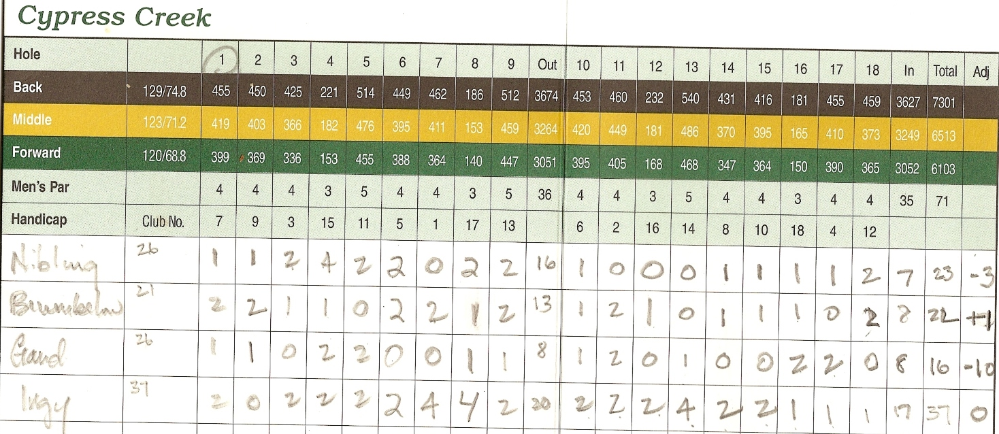 Cypress Creek
Hole 1 2 3 4 5 6 7 8 9 Out 10 11 12 13 14 15 16 17 18 In Total Adj
Back 129/74.8 455 450 425 221 514 449 462 186 512 3674 453 460 232 540 431 416 181 455 459 3627 7301
Middle 123/71.2 419 403 366 182 476 395 411 153 459 3264 420 449 181 486 370 395 165 410 373 3249 6513
Forward 120/68.8 399 369 336 153 455 388 364 140 447 3051 395 405 168 468 347 364 150 390 365 3052 6103
Men's Par 4 4 4 3 5 4 4 3 5 36 4 4 3 5 4 4 3 4 4 35 71
Handicap Club No. 7 9 3 15 11 5 1 17 13 6 2 16 14 8 10 18 4 12
Nibling 26 1 1 2 4 2 2 0 2 2 16 1 0 0 0 1 1 1 1 2 7 23 -3
Brumbelow 21 2 2 1 1 0 2 2 1 2 13 1 2 1 0 1 1 1 0 2 8 22 +1
26 1 1 0 2 2 0 0 1 1 8 1 2 0 1 0 0 2 2 0 8 16 -10
37 2 0 2 2 2 2 4 4 2 20 2 2 2 4 2 2 1 1 1 17 37 0